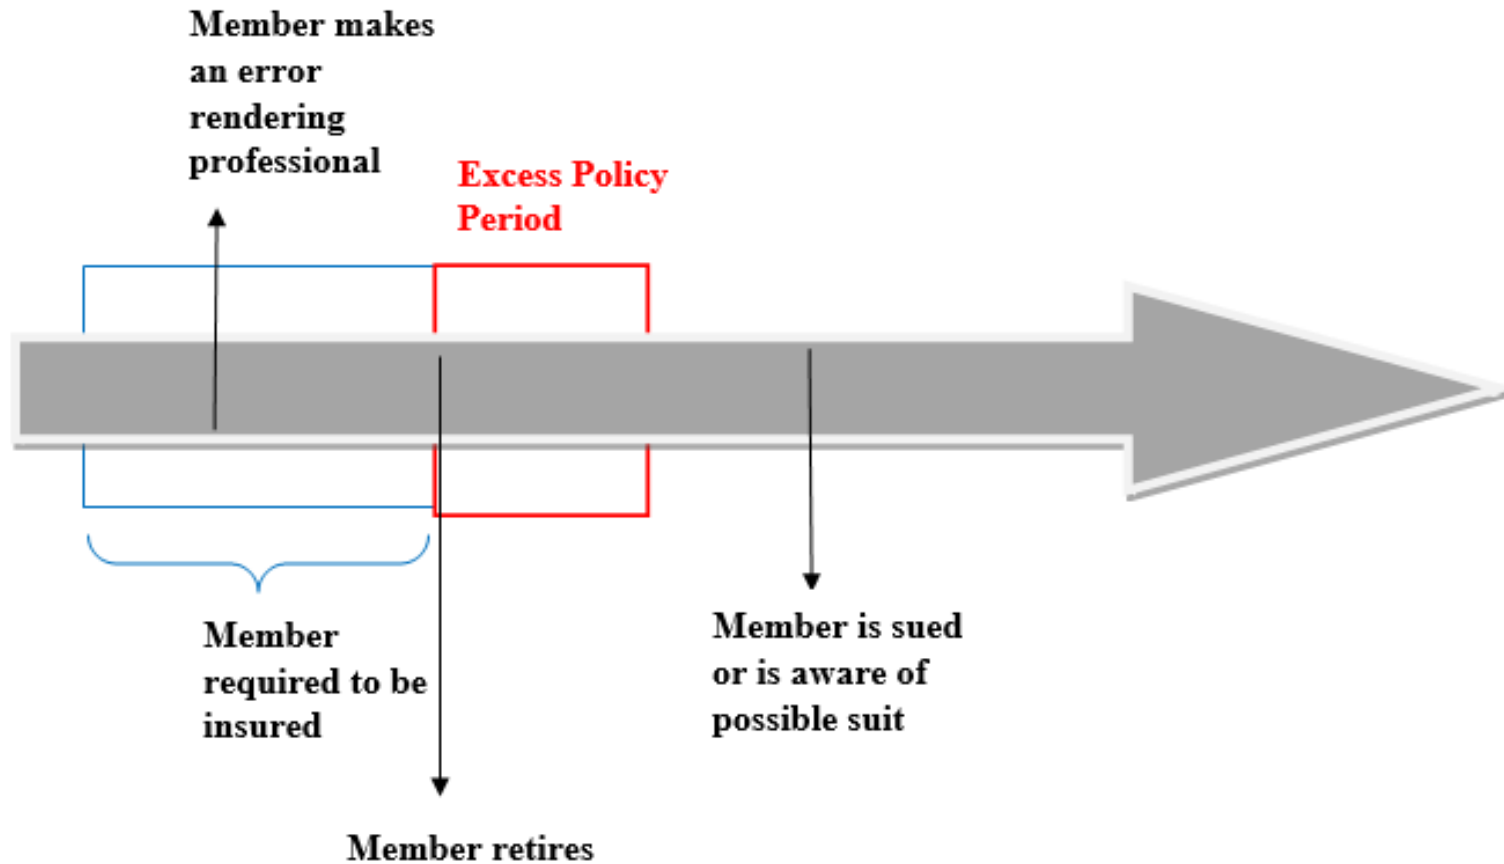 Member makes
an error
rendering
professional
Excess Policy
Period
Member
required to be
insured
Member is sued
or is aware of
possible suit
Member retires